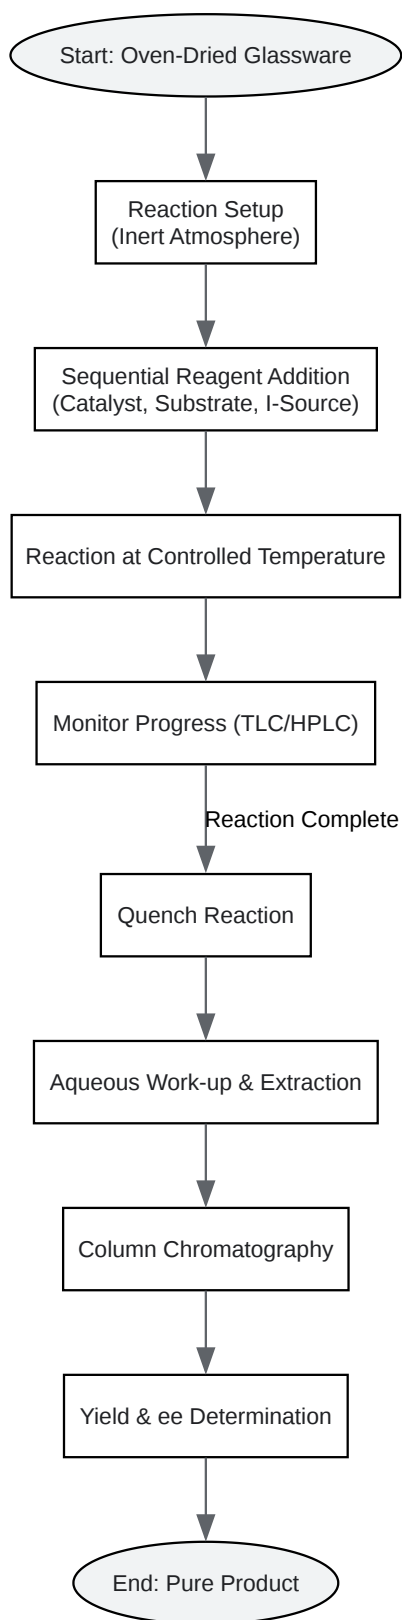 Start: Oven-Dried Glassware
Reaction Setup
(Inert Atmosphere)
Sequential Reagent Addition
(Catalyst, Substrate, I-Source)
Reaction at Controlled Temperature
Monitor Progress (TLC/HPLC)
Reaction Complete
Quench Reaction
Aqueous Work-up & Extraction
Column Chromatography
Yield & ee Determination
End: Pure Product